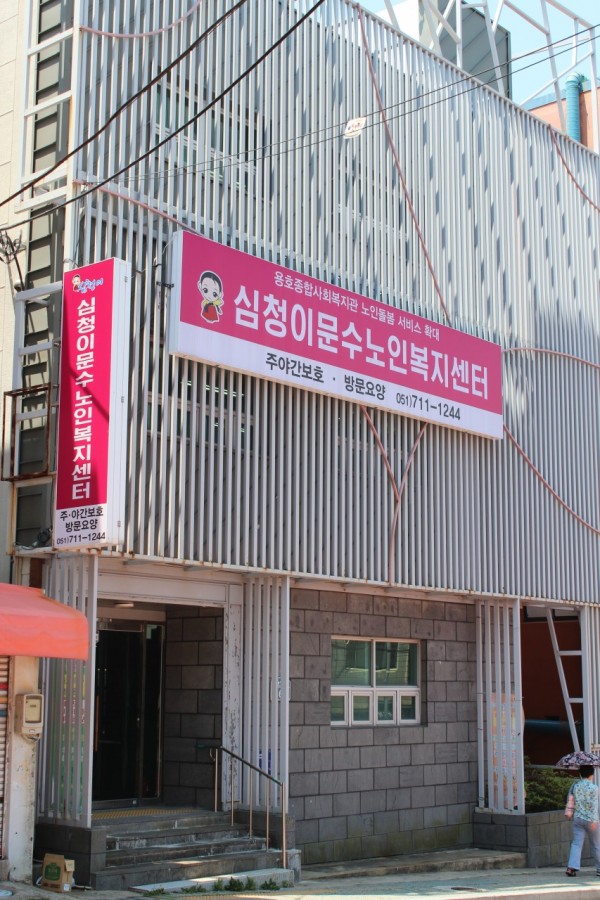 심청이
심청이문수노인복지센터
주·야간보호
방문요양
051)711-1244
용호종합사회복지관 노인돌봄 서비스 확대
심청이문수노인복지센터
주야간보호 · 방문요양 051)711-1244